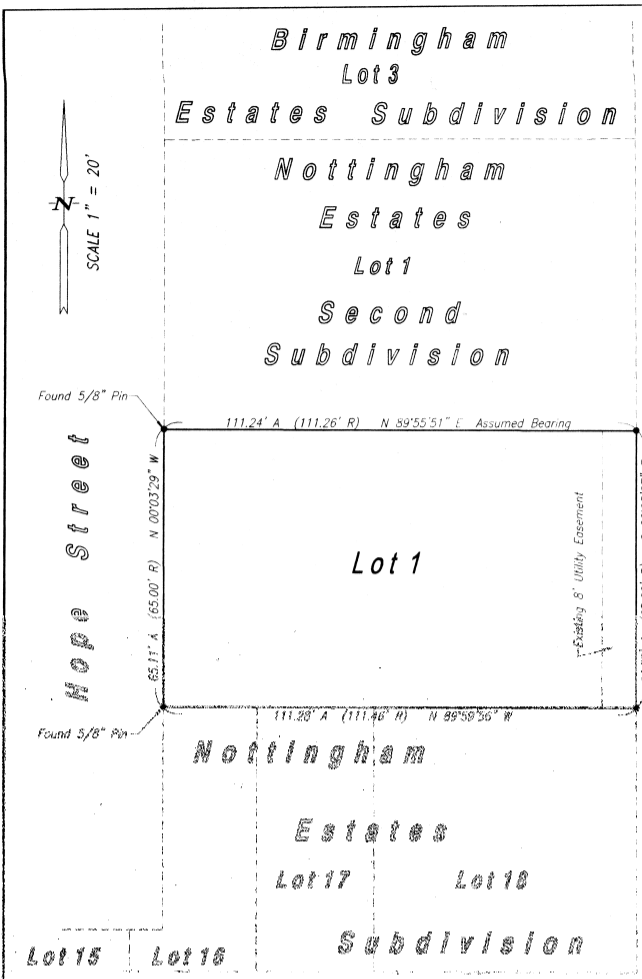 Birmingham
Lot 3
Estates Subdivision
N
SCALE 1" = 20'
Nottingham
Estates
Lot 1
Second
Subdivision
Found 5/8" Pin
111.24' A (111.26' R) N 89°55'51" E Assumed Bearing
Hope Street
65.11' A (65.00' R) N 00°03'29" W
Lot 1
Existing 8' Utility Easement
Found 5/8" Pin
111.28' A (111.46' R) N 89°59'56" W
Nottingham
Estates
Lot 17
Lot 18
Subdivision
Lot 15
Lot 16